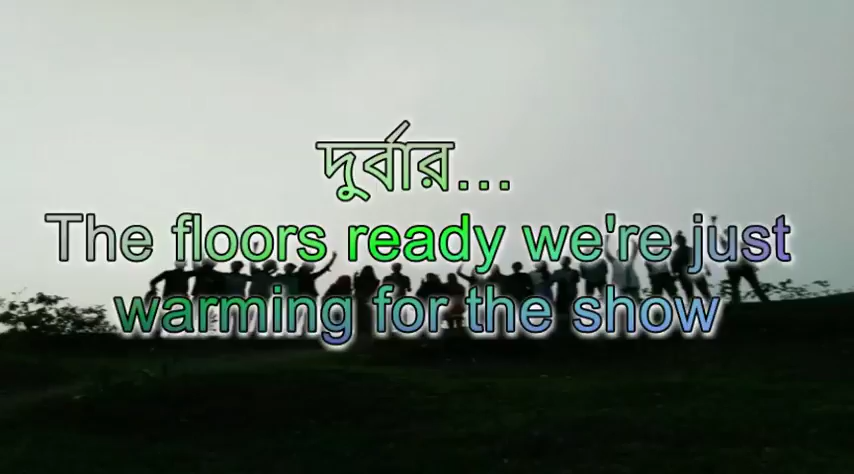 দুর্বার...
The floors ready we're just
warming for the show